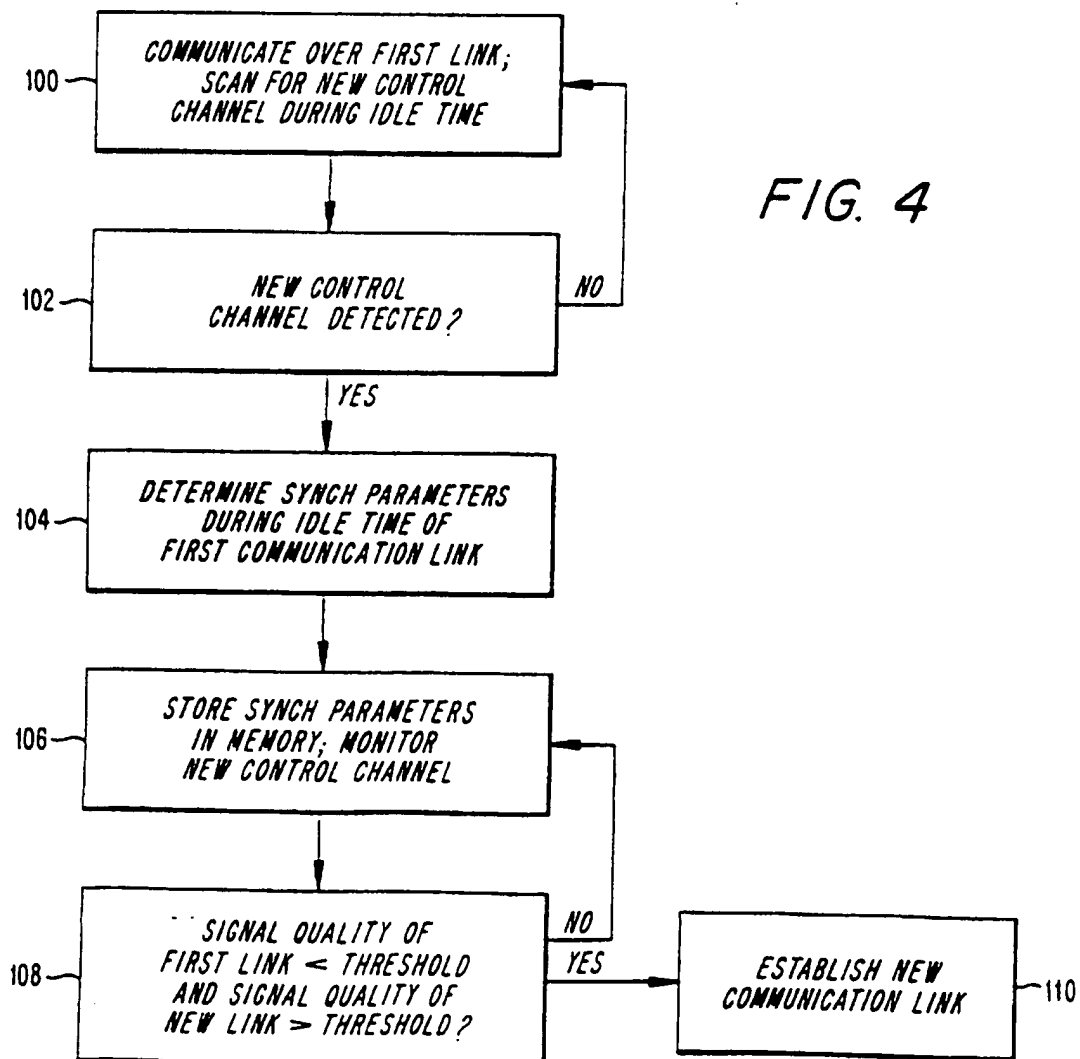 100
COMMUNICATE OVER FIRST LINK;
SCAN FOR NEW CONTROL
CHANNEL DURING IDLE TIME
FIG. 4
102
NEW CONTROL
CHANNEL DETECTED?
NO
YES
104
DETERMINE SYNCH PARAMETERS
DURING IDLE TIME OF
FIRST COMMUNICATION LINK
106
STORE SYNCH PARAMETERS
IN MEMORY; MONITOR
NEW CONTROL CHANNEL
108
SIGNAL QUALITY OF
FIRST LINK < THRESHOLD
AND SIGNAL QUALITY OF
NEW LINK > THRESHOLD?
NO
YES
ESTABLISH NEW
COMMUNICATION LINK
110